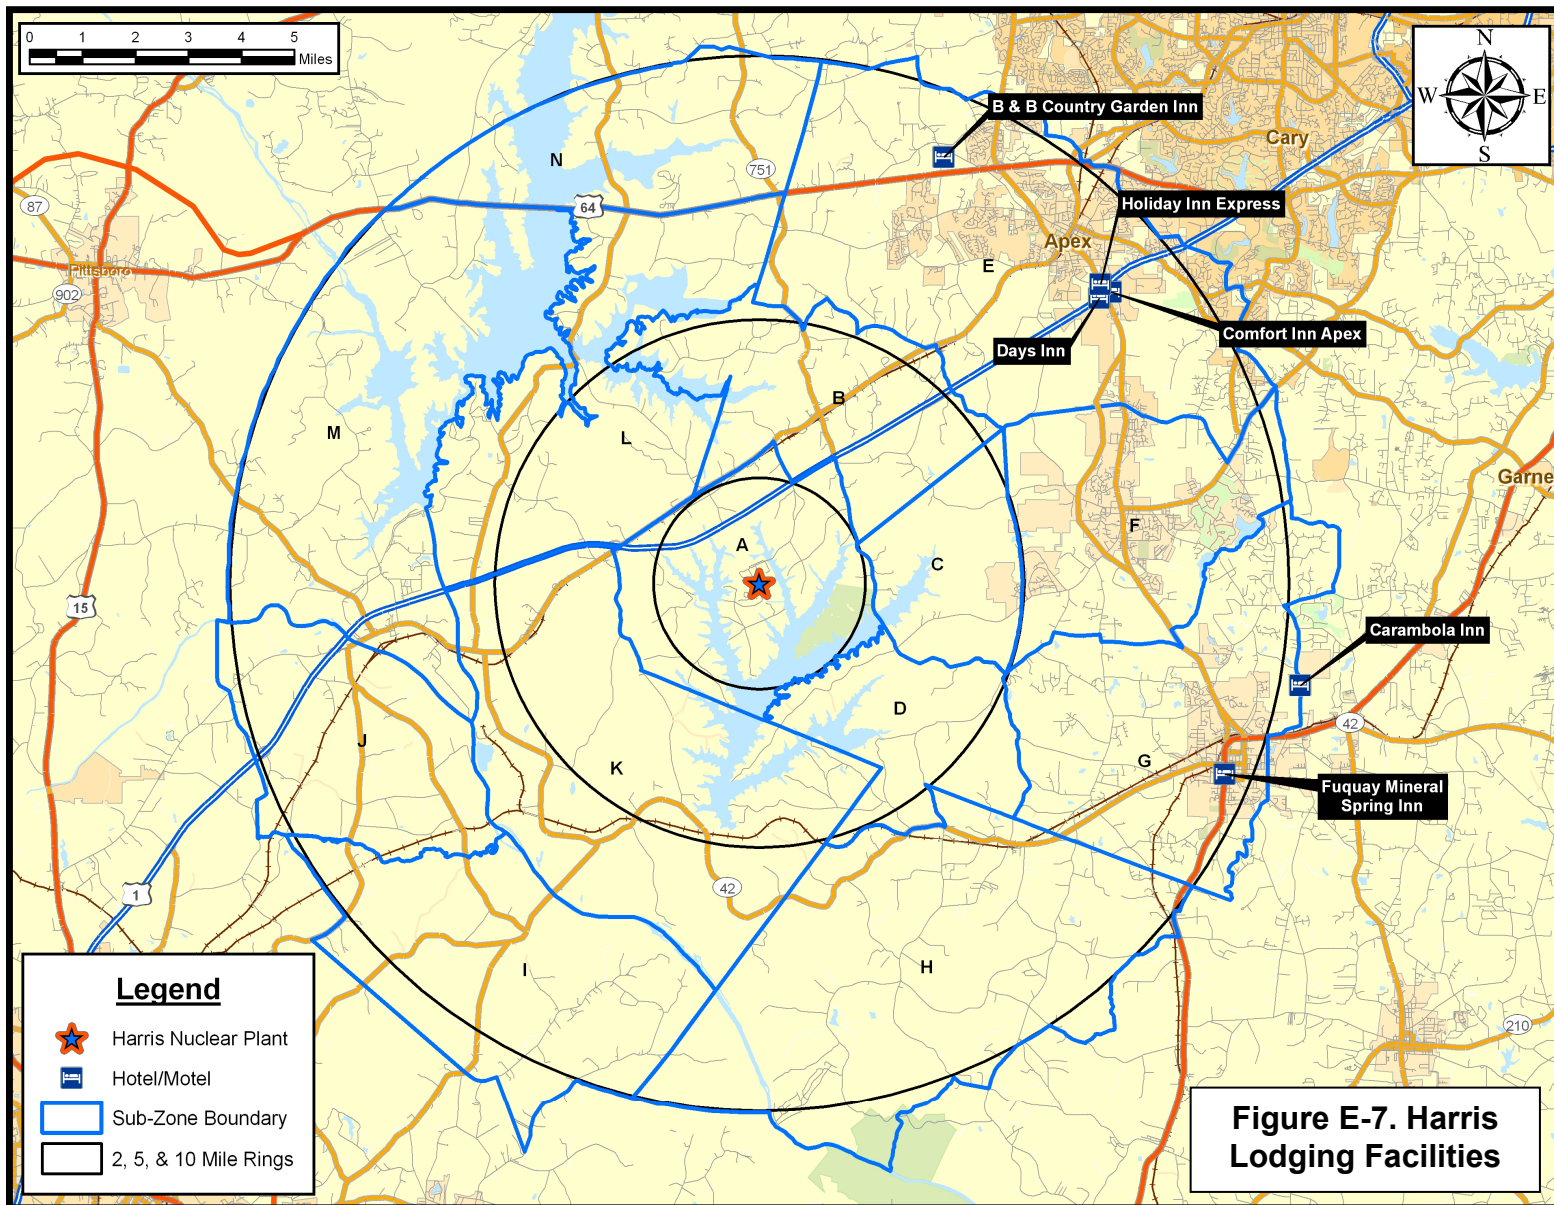 0 1 2 3 4 5
Miles
N
W E
S
B & B Country Garden Inn
Cary
N
751
87
64
Holiday Inn Express
Apex
E
Pittsboro
902
Comfort Inn Apex
Days Inn
B
M
L
Garne
F
A
C
15
Carambola Inn
D
42
J
G
K
Fuquay Mineral
Spring Inn
42
1
H
I
210
Legend
Harris Nuclear Plant
Hotel/Motel
Sub-Zone Boundary
2, 5, & 10 Mile Rings
Figure E-7. Harris
Lodging Facilities